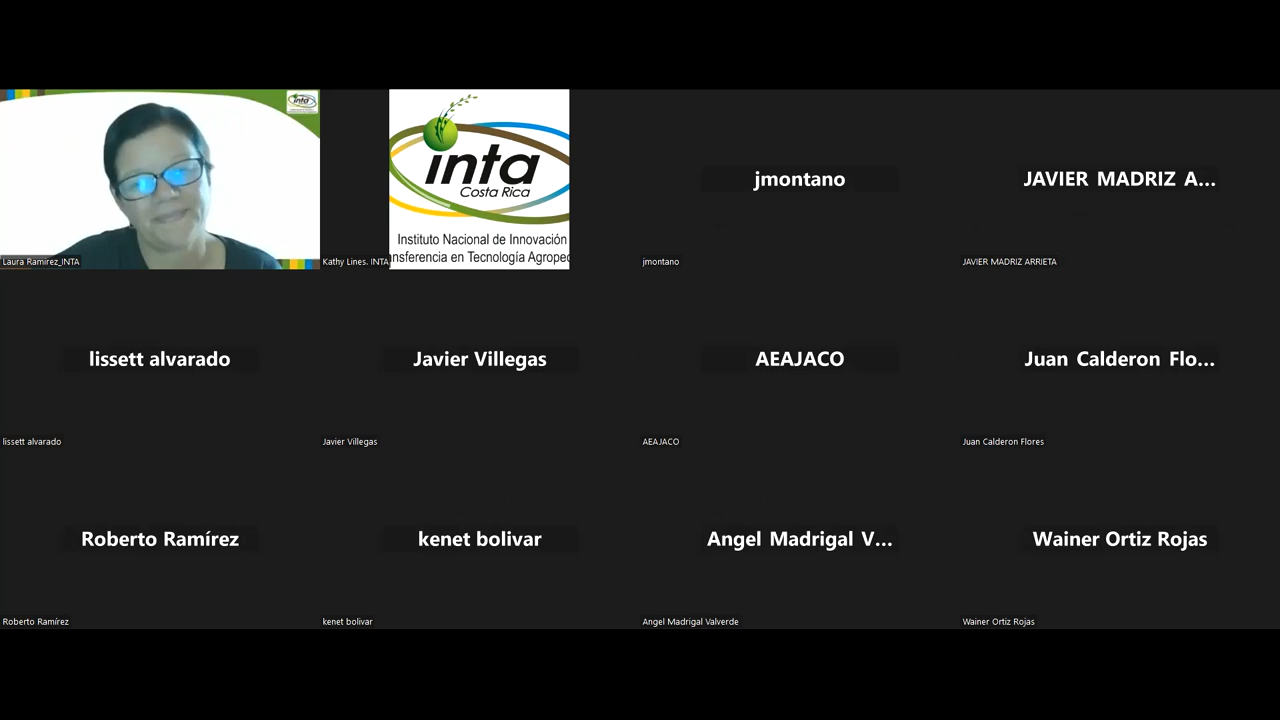 inta
Laura Ramirez_INTA
inta
Costa Rica
Instituto Nacional de Innovación
nsferencia en Tecnología Agropec
Kathy Lines. INTA
jmontano
jmontano
JAVIER MADRIZ A...
JAVIER MADRIZ ARRIETA
lissett alvarado
lissett alvarado
Javier Villegas
Javier Villegas
AEAJACO
AEAJACO
Juan Calderon Flo...
Juan Calderon Flores
Roberto Ramírez
Roberto Ramírez
kenet bolivar
kenet bolivar
Angel Madrigal V...
Angel Madrigal Valverde
Wainer Ortiz Rojas
Wainer Ortiz Rojas